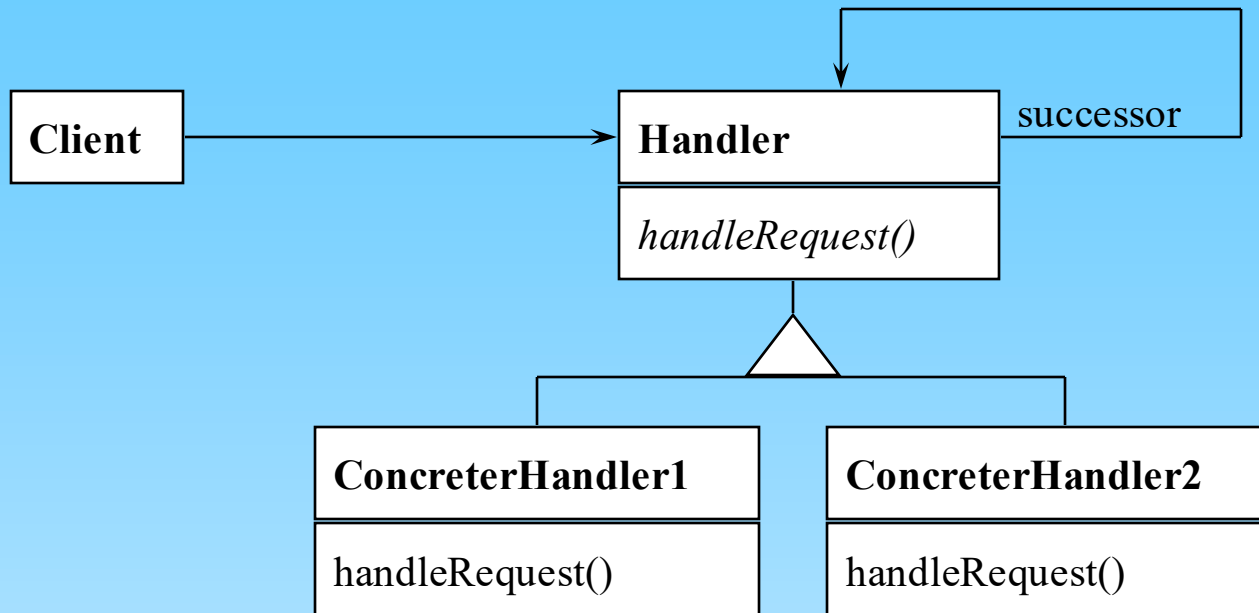 successor
Client
Handler
handleRequest()
ConcreterHandler1
ConcreterHandler2
handleRequest()
handleRequest()